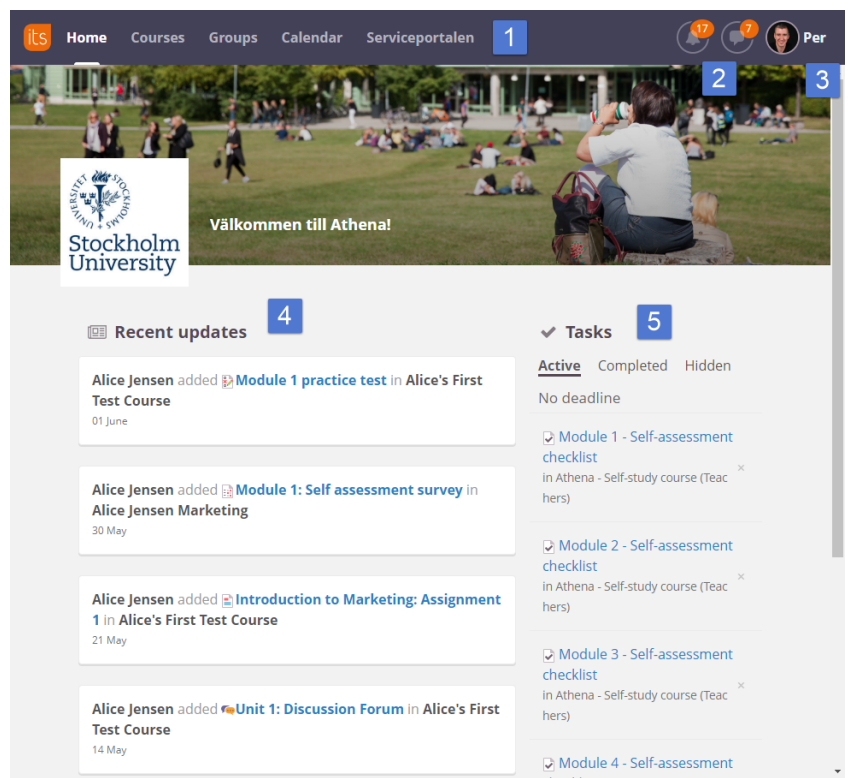 its Home Courses Groups Calendar Serviceportalen 1 17 7 Per
2 3
UNIVERSITET STOCKHOLMS
Stockholm
University
Välkommen till Athena!
4
Recent updates
Alice Jensen added Module 1 practice test in Alice's First
Test Course
01 June
Alice Jensen added Module 1: Self assessment survey in
Alice Jensen Marketing
30 May
Alice Jensen added Introduction to Marketing: Assignment
1 in Alice's First Test Course
21 May
Alice Jensen added Unit 1: Discussion Forum in Alice's First
Test Course
14 May
5
Tasks
Active Completed Hidden
No deadline
Module 1 - Self-assessment
checklist
in Athena - Self-study course (Teac
hers)
Module 2 - Self-assessment
checklist
in Athena - Self-study course (Teac
hers)
Module 3 - Self-assessment
checklist
in Athena - Self-study course (Teac
hers)
Module 4 - Self-assessment